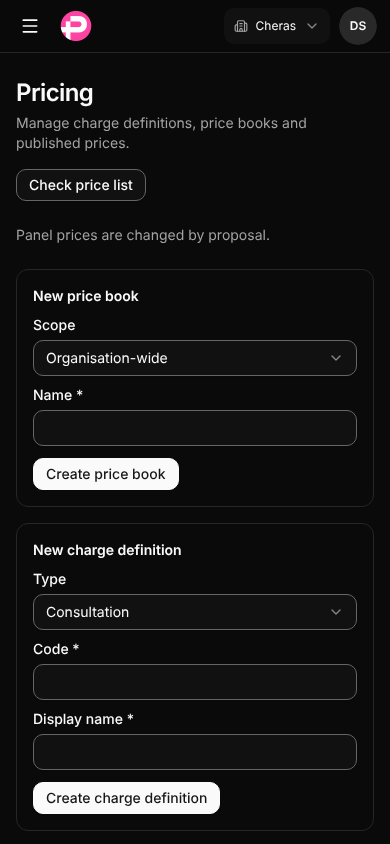 Cheras
DS
Pricing
Manage charge definitions, price books and
published prices.
Check price list
Panel prices are changed by proposal.
New price book
Scope
Organisation-wide
Name *
Create price book
New charge definition
Type
Consultation
Code *
Display name *
Create charge definition